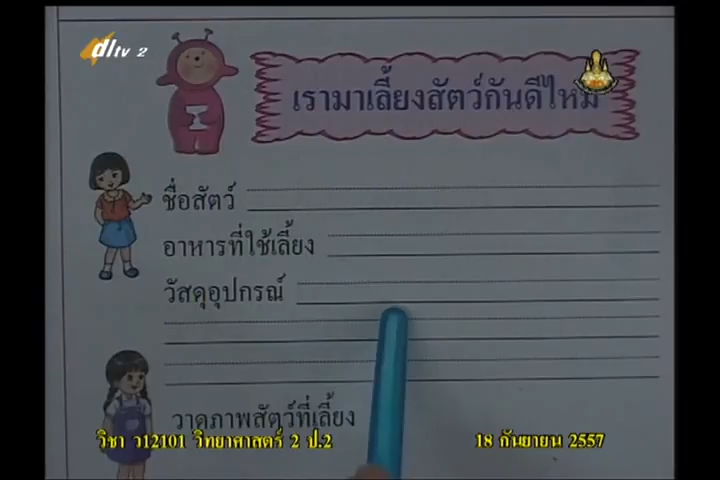 dltv 2
เรามาเลี้ยงสัตว์กันดีไหม
ชื่อสัตว์
อาหารที่ใช้เลี้ยง
วัสดุอุปกรณ์
วาดภาพสัตว์ที่เลี้ยง
วิชา ว12101 วิทยาศาสตร์ 2 ป.2
18 กันยายน 2557